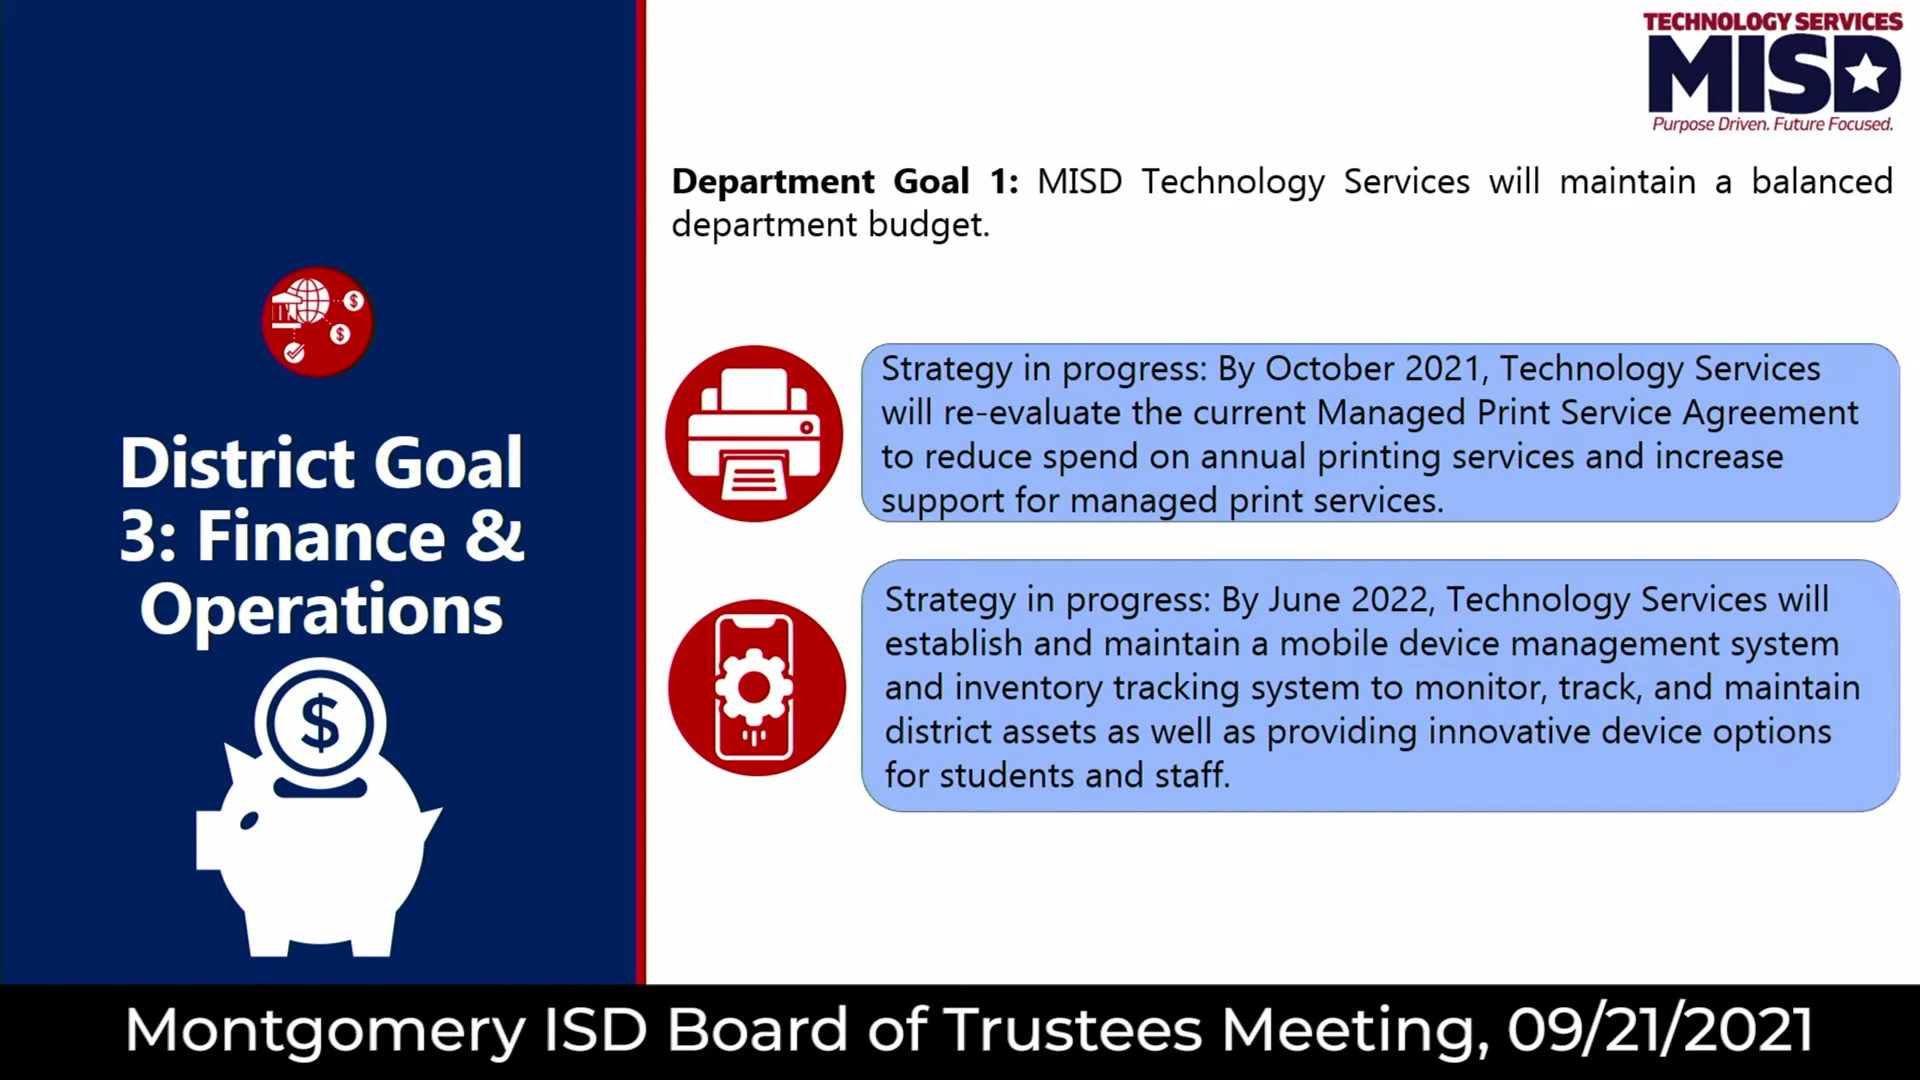 TECHNOLOGY SERVICES
MISD
Purpose Driven. Future Focused.
District Goal
3: Finance &
Operations
$
$
$
Department Goal 1: MISD Technology Services will maintain a balanced
department budget.
Strategy in progress: By October 2021, Technology Services
will re-evaluate the current Managed Print Service Agreement
to reduce spend on annual printing services and increase
support for managed print services.
Strategy in progress: By June 2022, Technology Services will
establish and maintain a mobile device management system
and inventory tracking system to monitor, track, and maintain
district assets as well as providing innovative device options
for students and staff.
Montgomery ISD Board of Trustees Meeting, 09/21/2021